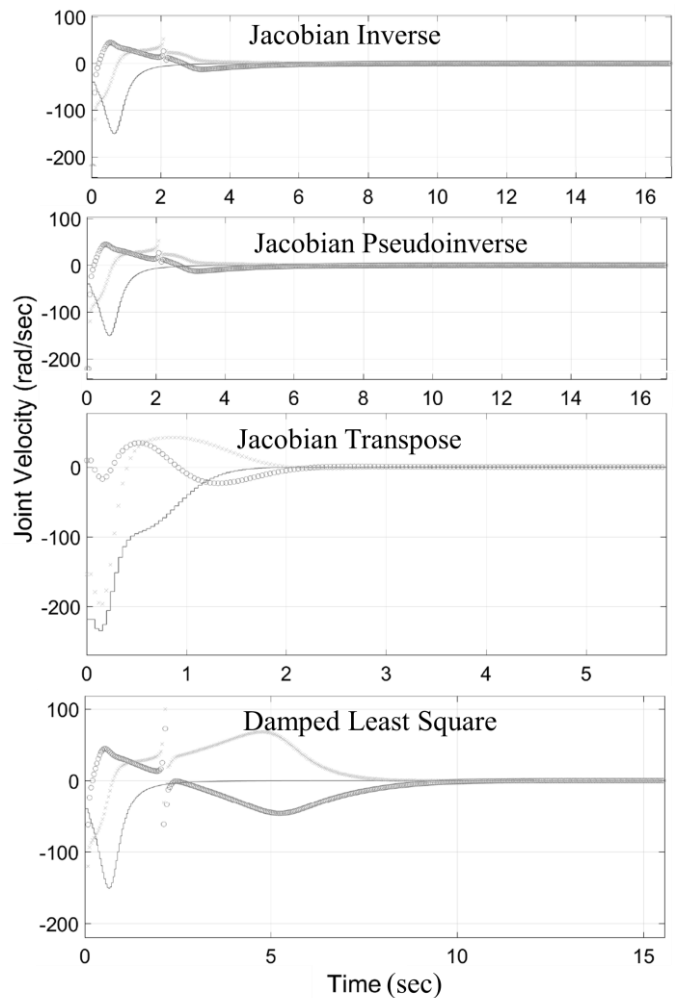 Joint Velocity (rad/sec)
Jacobian Inverse
100
0
-100
-200
0 2 4 6 8 10 12 14 16
Jacobian Pseudoinverse
100
0
-100
-200
0 2 4 6 8 10 12 14 16
Jacobian Transpose
0
-100
-200
0 1 2 3 4 5
Damped Least Square
100
0
-100
-200
0 5 10 15
Time (sec)